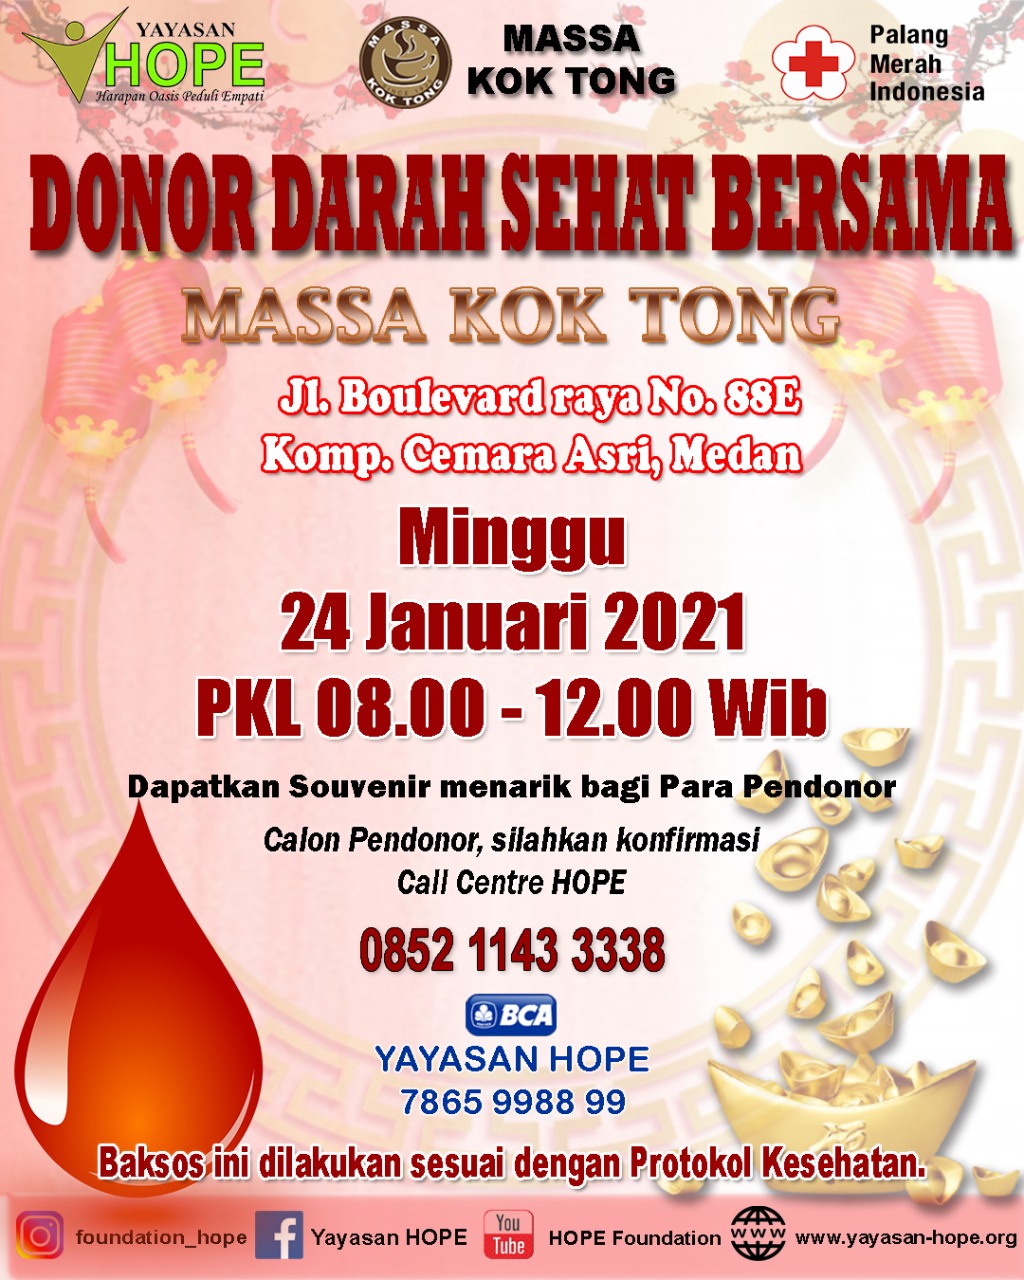 YAYASAN
HOPE
Harapan Oasis Peduli Empati
MASSA
KOK TONG
MASSA
KOK TONG
Palang
Merah
Indonesia
DONOR DARAH SEHAT BERSAMA
MASSA KOK TONG
Jl. Boulevard raya No. 88E
Komp. Cemara Asri, Medan
Minggu
24 Januari 2021
PKL 08.00 - 12.00 Wib
Dapatkan Souvenir menarik bagi Para Pendonor
Calon Pendonor, silahkan konfirmasi
Call Centre HOPE
0852 1143 3338
BCA
YAYASAN HOPE
7865 9988 99
Baksos ini dilakukan sesuai dengan Protokol Kesehatan.
foundation_hope Yayasan HOPE You Tube HOPE Foundation www www.yayasan-hope.org